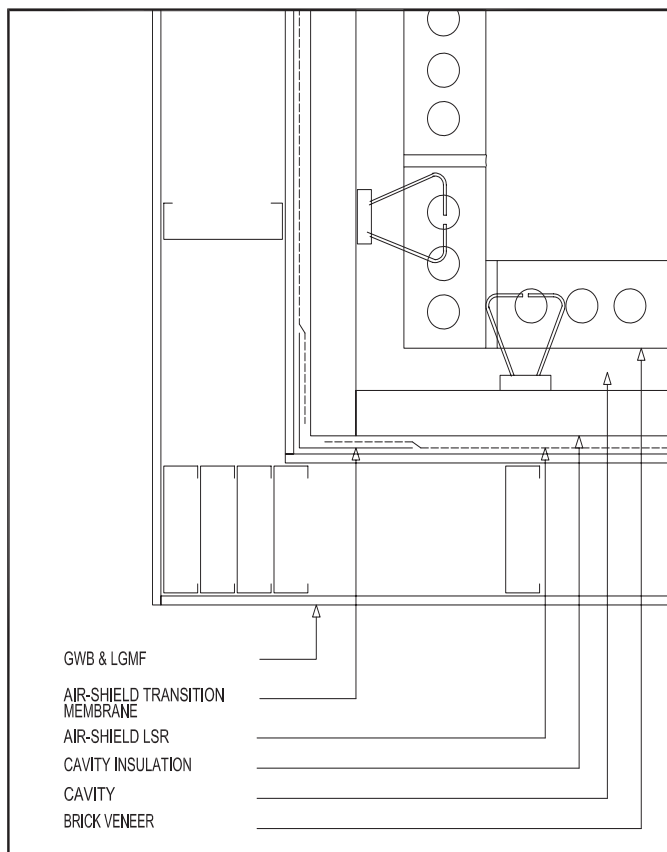 GWB & LGMF
AIR-SHIELD TRANSITION
MEMBRANE
AIR-SHIELD LSR
CAVITY INSULATION
CAVITY
BRICK VENEER